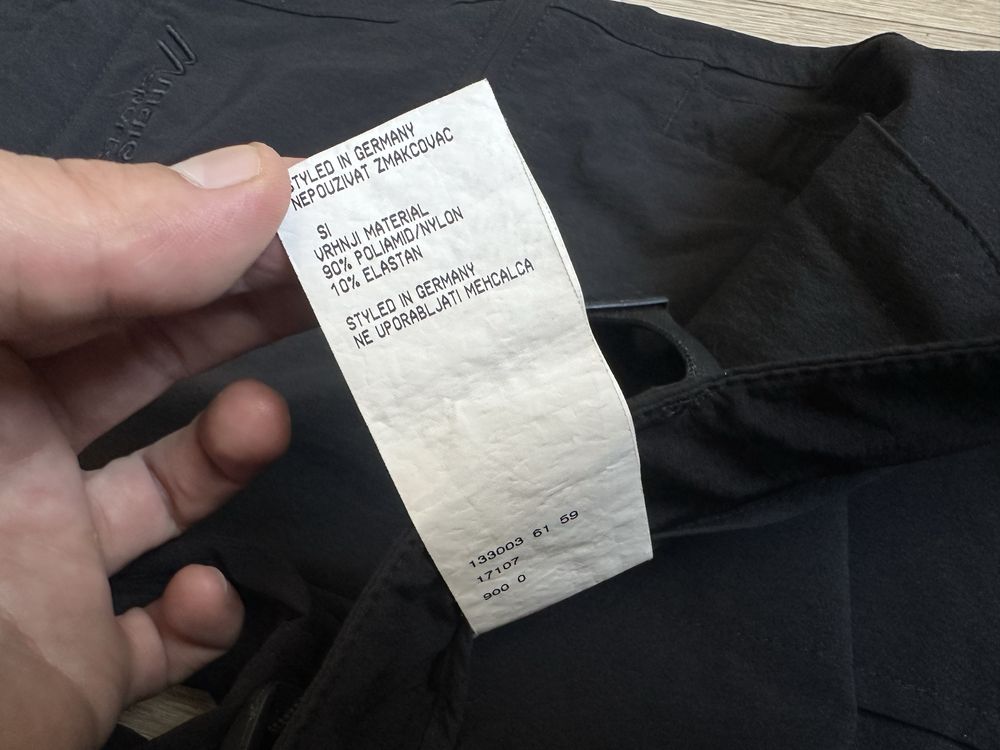 STYLED IN GERMANY
NEPOUZIVAT ZMAKCOVAC
SI
VRHNJI MATERIAL
90% POLIAMID/NYLON
10% ELASTAN
STYLED IN GERMANY
NE UPORABLJATI MEHCALCA
133003 61 59
17107
900 0